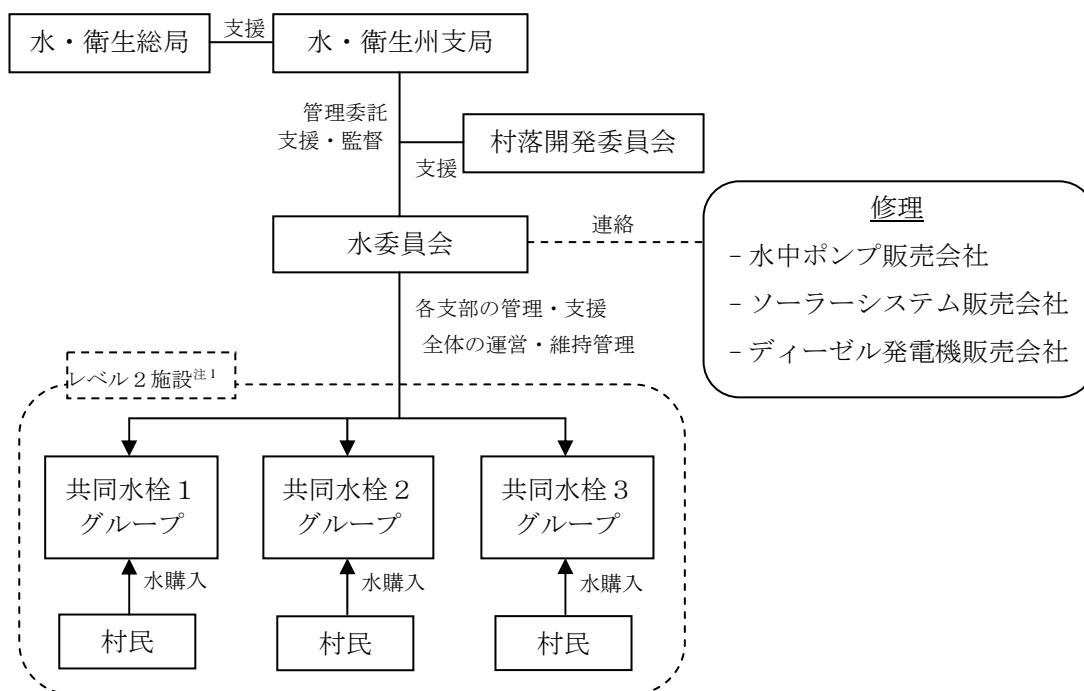 水・衛生総局
支援
水・衛生州支局
管理委託
支援・監督
村落開発委員会
支援
水委員会
連絡
修理
- 水中ポンプ販売会社
- ソーラーシステム販売会社
- ディーゼル発電機販売会社
各支部の管理・支援
全体の運営・維持管理
レベル２施設注1
共同水栓１
グループ
共同水栓２
グループ
共同水栓３
グループ
水購入
水購入
水購入
村民
村民
村民